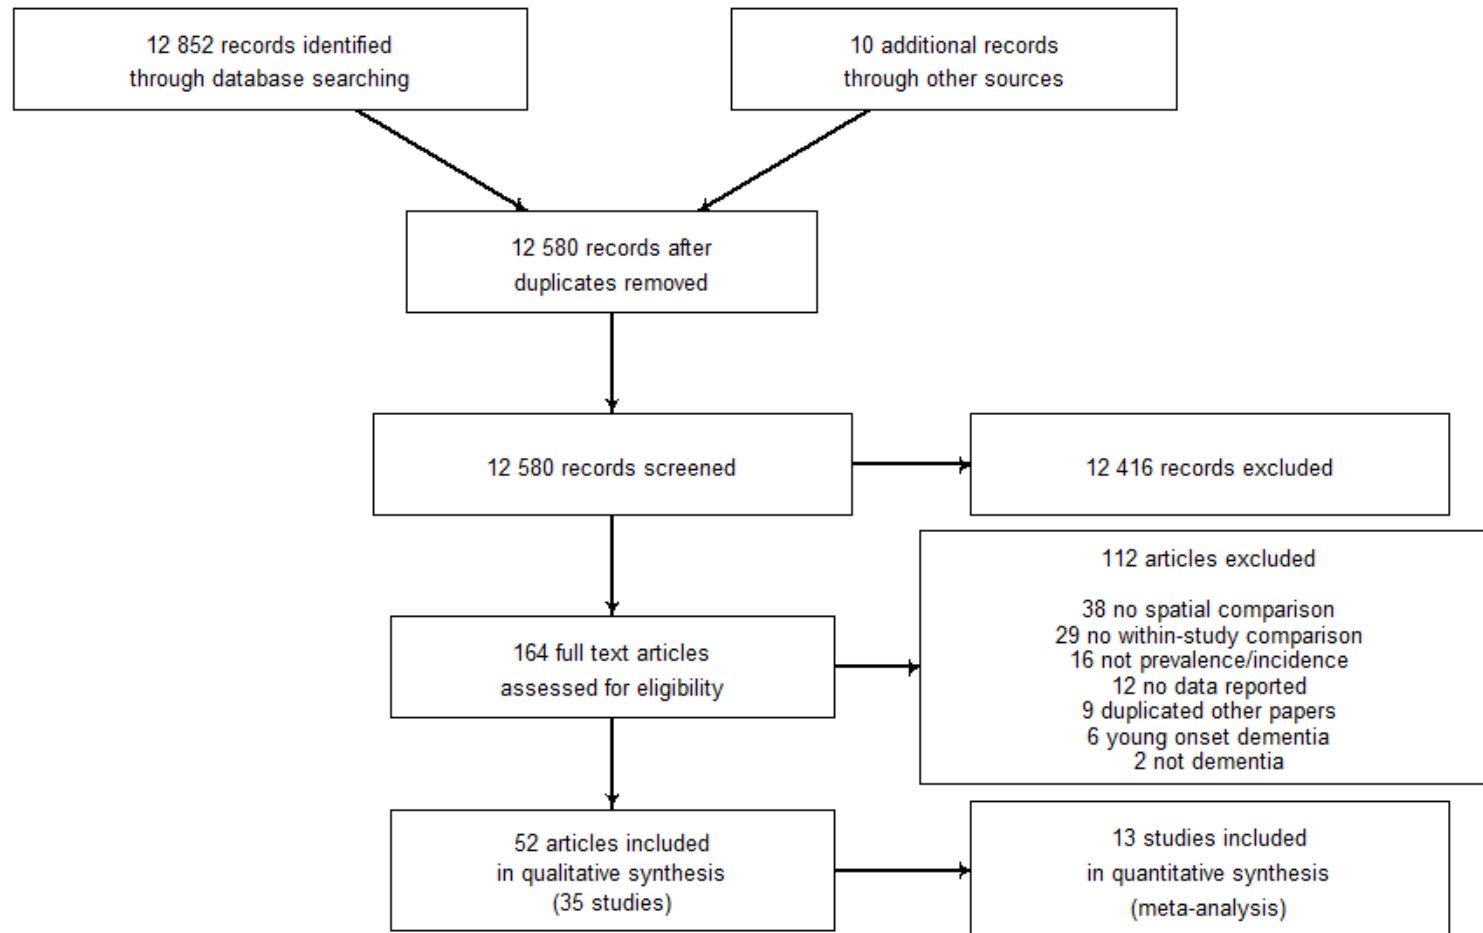 12 852 records identified
through database searching
10 additional records
through other sources
12 580 records after
duplicates removed
12 580 records screened
12 416 records excluded
164 full text articles
assessed for eligibility
112 articles excluded
38 no spatial comparison
29 no within-study comparison
16 not prevalence/incidence
12 no data reported
9 duplicated other papers
6 young onset dementia
2 not dementia
52 articles included
in qualitative synthesis
(35 studies)
13 studies included
in quantitative synthesis
(meta-analysis)